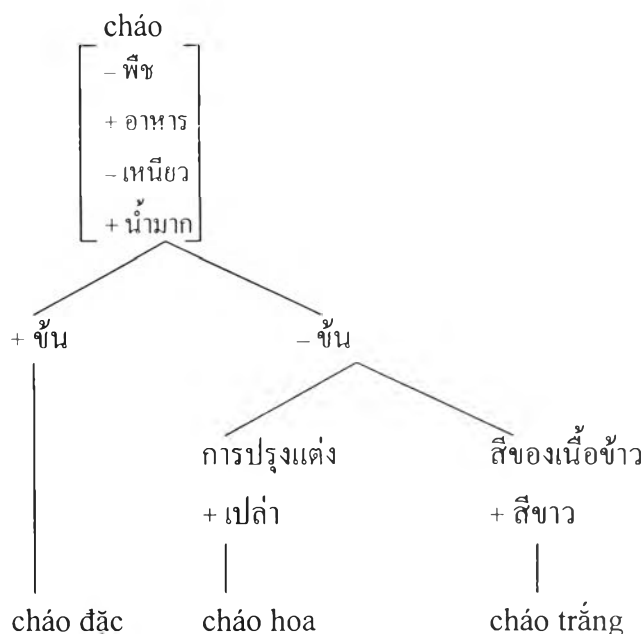 cháo
– พืช
+ อาหาร
– เหนียว
+ น้ำมาก
+ ข้น – ข้น
การปรุงแต่ง สีของเนื้อข้าว
+ เปล่า + สีขาว
cháo đặc cháo hoa cháo trắng